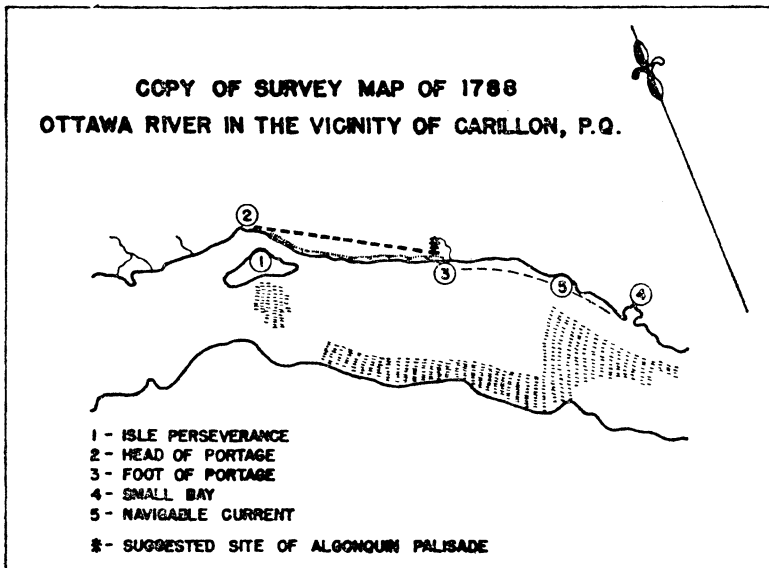 COPY OF SURVEY MAP OF 1788
OTTAWA RIVER IN THE VICINITY OF CARILLON, P.Q.
2
1
3
5
4
1 - ISLE PERSEVERANCE
2 - HEAD OF PORTAGE
3 - FOOT OF PORTAGE
4 - SMALL BAY
5 - NAVIGABLE CURRENT
* - SUGGESTED SITE OF ALGONQUIN PALISADE